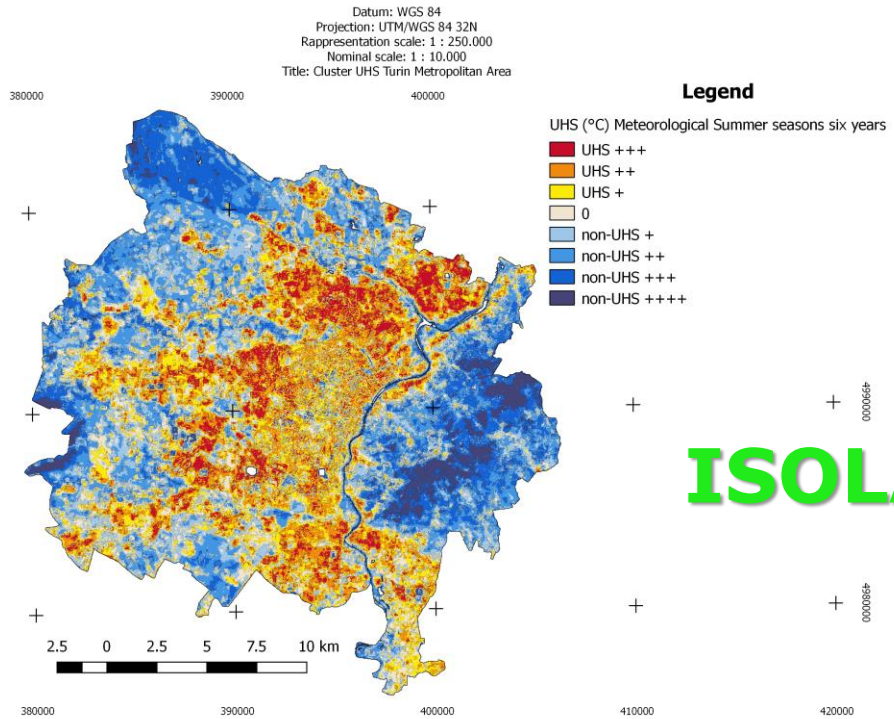 Datum: WGS 84
Projection: UTM/WGS 84 32N
Rappresentation scale: 1 : 250.000
Nominal scale: 1 : 10.000
Title: Cluster UHS Turin Metropolitan Area
380000
390000
400000
Legend
UHS (°C) Meteorological Summer seasons six years
UHS +++
UHS ++
UHS +
0
non-UHS +
non-UHS ++
non-UHS +++
non-UHS ++++
4990000
ISOLA
4980000
2.5 0 2.5 5 7.5 10 km
380000
390000
400000
410000
420000